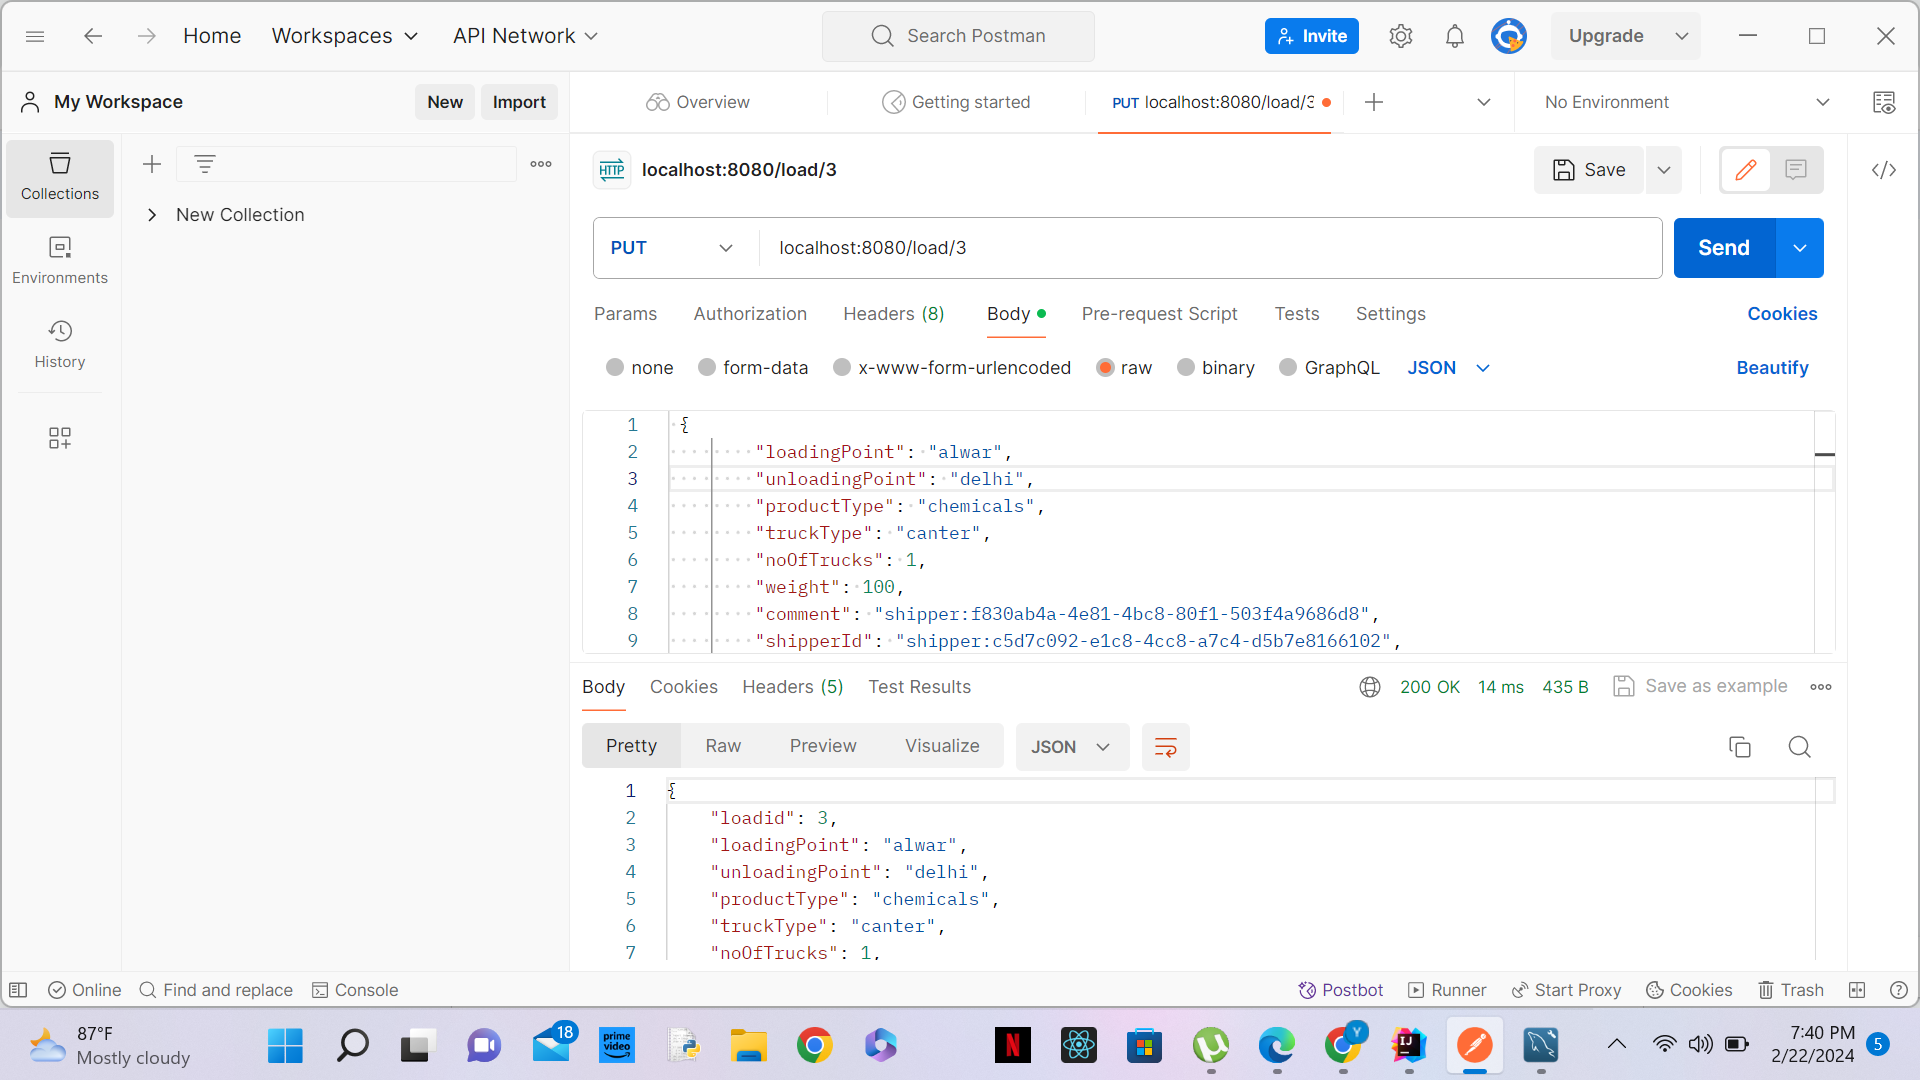 Home Workspaces API Network Search Postman Invite Upgrade
My Workspace New Import Overview Getting started PUT localhost:8080/load/3 No Environment
Collections
Environments
History
New Collection
HTTP localhost:8080/load/3 Save
PUT localhost:8080/load/3 Send
Params Authorization Headers (8) Body Pre-request Script Tests Settings Cookies
none form-data x-www-form-urlencoded raw binary GraphQL JSON Beautify
1 {
2 "loadingPoint": "alwar",
3 "unloadingPoint": "delhi",
4 "productType": "chemicals",
5 "truckType": "canter",
6 "noOfTrucks": 1,
7 "weight": 100,
8 "comment": "shipper:f830ab4a-4e81-4bc8-80f1-503f4a9686d8",
9 "shipperId": "shipper:c5d7c092-e1c8-4cc8-a7c4-d5b7e8166102",
Body Cookies Headers (5) Test Results 200 OK 14 ms 435 B Save as example
Pretty Raw Preview Visualize JSON
1 {
2 "loadid": 3,
3 "loadingPoint": "alwar",
4 "unloadingPoint": "delhi",
5 "productType": "chemicals",
6 "truckType": "canter",
7 "noOfTrucks": 1,
Online Find and replace Console Postbot Runner Start Proxy Cookies Trash
87°F
Mostly cloudy
18
prime
video
N
Y
IJ
7:40 PM
2/22/2024
5